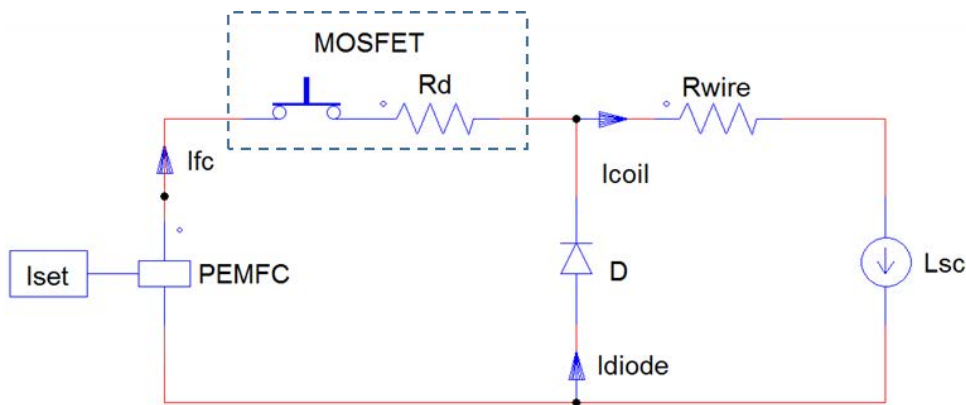 MOSFET
Rd
Rwire
Ifc
Icoil
Iset
PEMFC
D
Lsc
Idiode